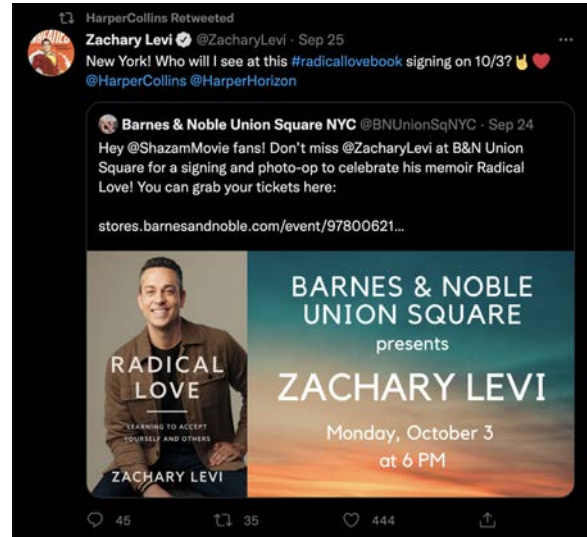 HarperCollins Retweeted
Zachary Levi @ZacharyLevi · Sep 25
New York! Who will I see at this #radicallovebook signing on 10/3?🤘❤️
@HarperCollins @HarperHorizon
Barnes & Noble Union Square NYC @BNUnionSqNYC · Sep 24
Hey @ShazamMovie fans! Don't miss @ZacharyLevi at B&N Union
Square for a signing and photo-op to celebrate his memoir Radical
Love! You can grab your tickets here:
stores.barnesandnoble.com/event/97800621...
RADICAL
LOVE
LEARNING TO ACCEPT
YOURSELF AND OTHERS
ZACHARY LEVI
BARNES & NOBLE
UNION SQUARE
presents
ZACHARY LEVI
Monday, October 3
at 6 PM
45 35 444